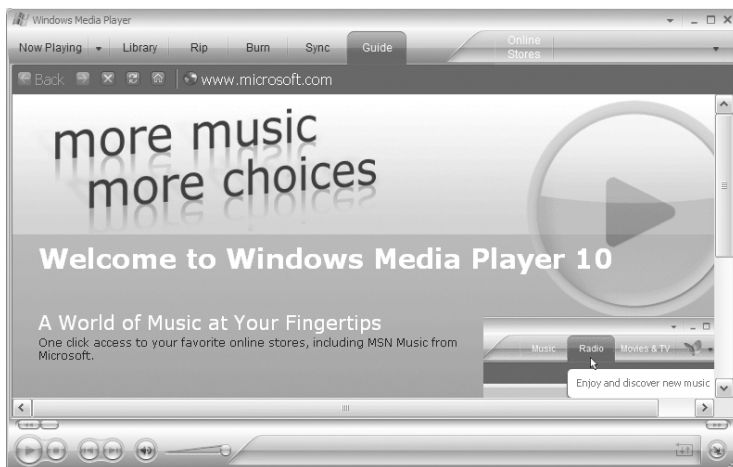 Windows Media Player
Now Playing Library Rip Burn Sync Guide Online
Stores
Back www.microsoft.com
more music
more choices
Welcome to Windows Media Player 10
A World of Music at Your Fingertips
One click access to your favorite online stores, including MSN Music from
Microsoft.
Music Radio Movies & TV
Enjoy and discover new music